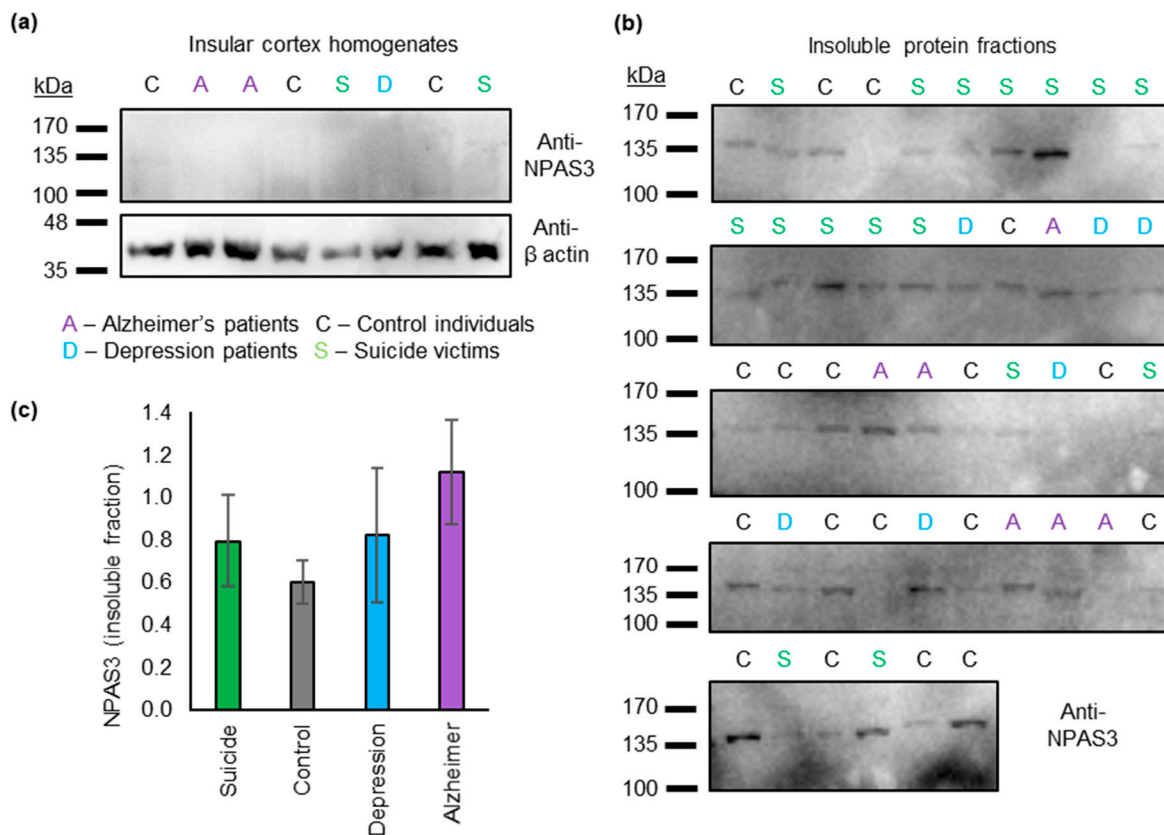 (a)
Insular cortex homogenates
kDa
C A A C S D C S
170
135
100
Anti-
NPAS3
48
35
Anti-
β actin
A – Alzheimer's patients C – Control individuals
D – Depression patients S – Suicide victims
(b)
Insoluble protein fractions
kDa
C S C C S S S S S S
170
135
100
S S S S S D C A D D
170
135
100
C C C A A C S D C S
170
135
100
C D C C D C A A A C
170
135
100
C S C S C C
170
135
100
Anti-
NPAS3
(c)
NPAS3 (insoluble fraction)
1.4
1.2
1.0
0.8
0.6
0.4
0.2
0.0
Suicide
Control
Depression
Alzheimer